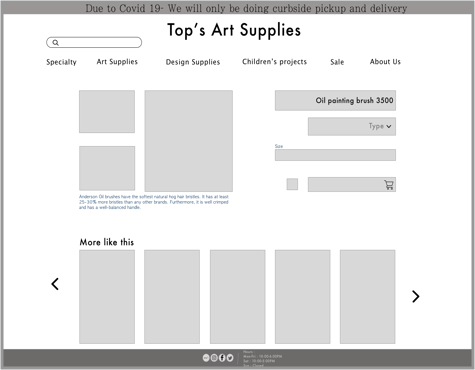 Due to Covid 19- We will only be doing curbside pickup and delivery
Top's Art Supplies
Specialty Art Supplies Design Supplies Children's projects Sale About Us
Oil painting brush 3500
Type
Size
Anderson Oil brushes have the softest natural hog hair bristles. It has at least
25-30% more bristles than any other brands. Furthermore, it is well crimped
and has a well-balanced handle.
More like this
Hours